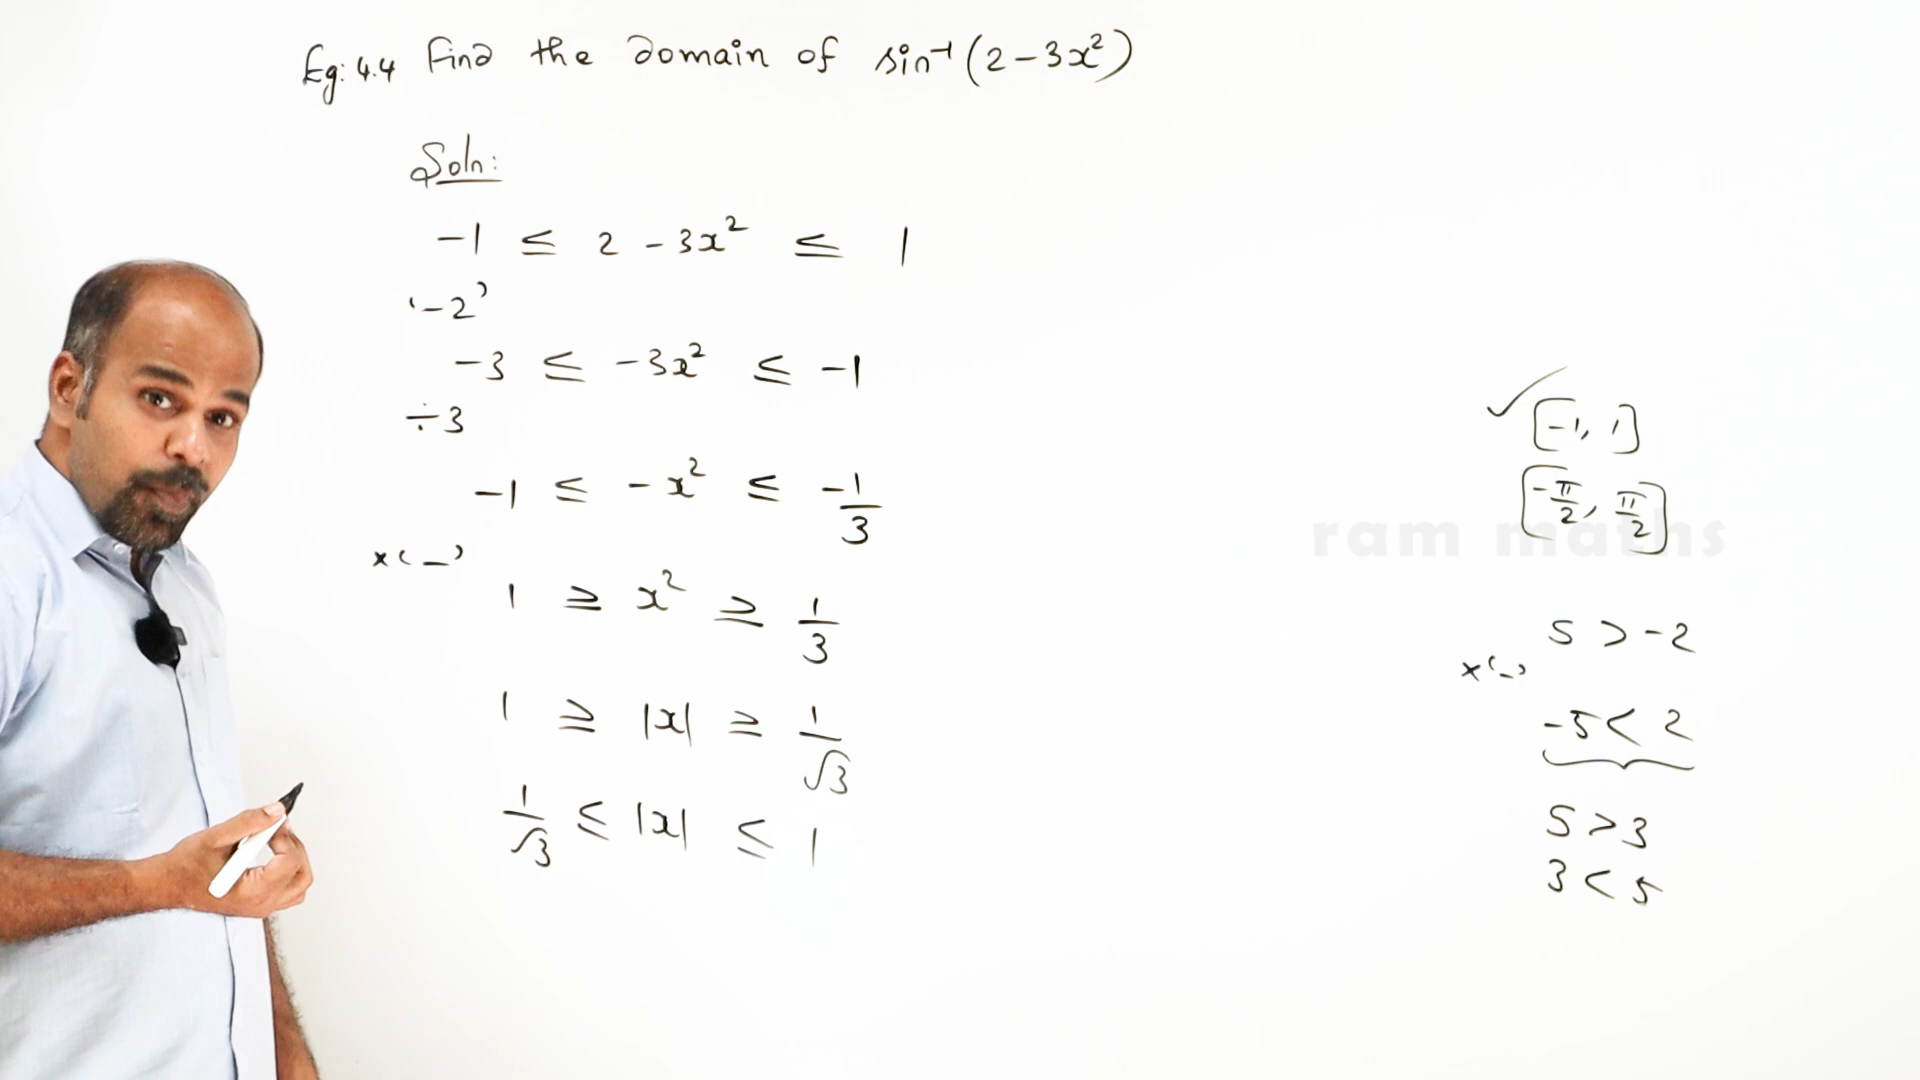 Eg: 4.4 Find the domain of sin⁻¹(2-3x²)
Soln:
-1 ≤ 2 - 3x² ≤ 1
'-2'
-3 ≤ -3x² ≤ -1
÷3
-1 ≤ -x² ≤ -1/3
×'-'
1 ≥ x² ≥ 1/3
1 ≥ |x| ≥ 1/√3
1/√3 ≤ |x| ≤ 1
✓[-1, 1]
[-π/2, π/2]
ram maths
5 > -2
×'-'
-5 < 2
5 > 3
3 < 5